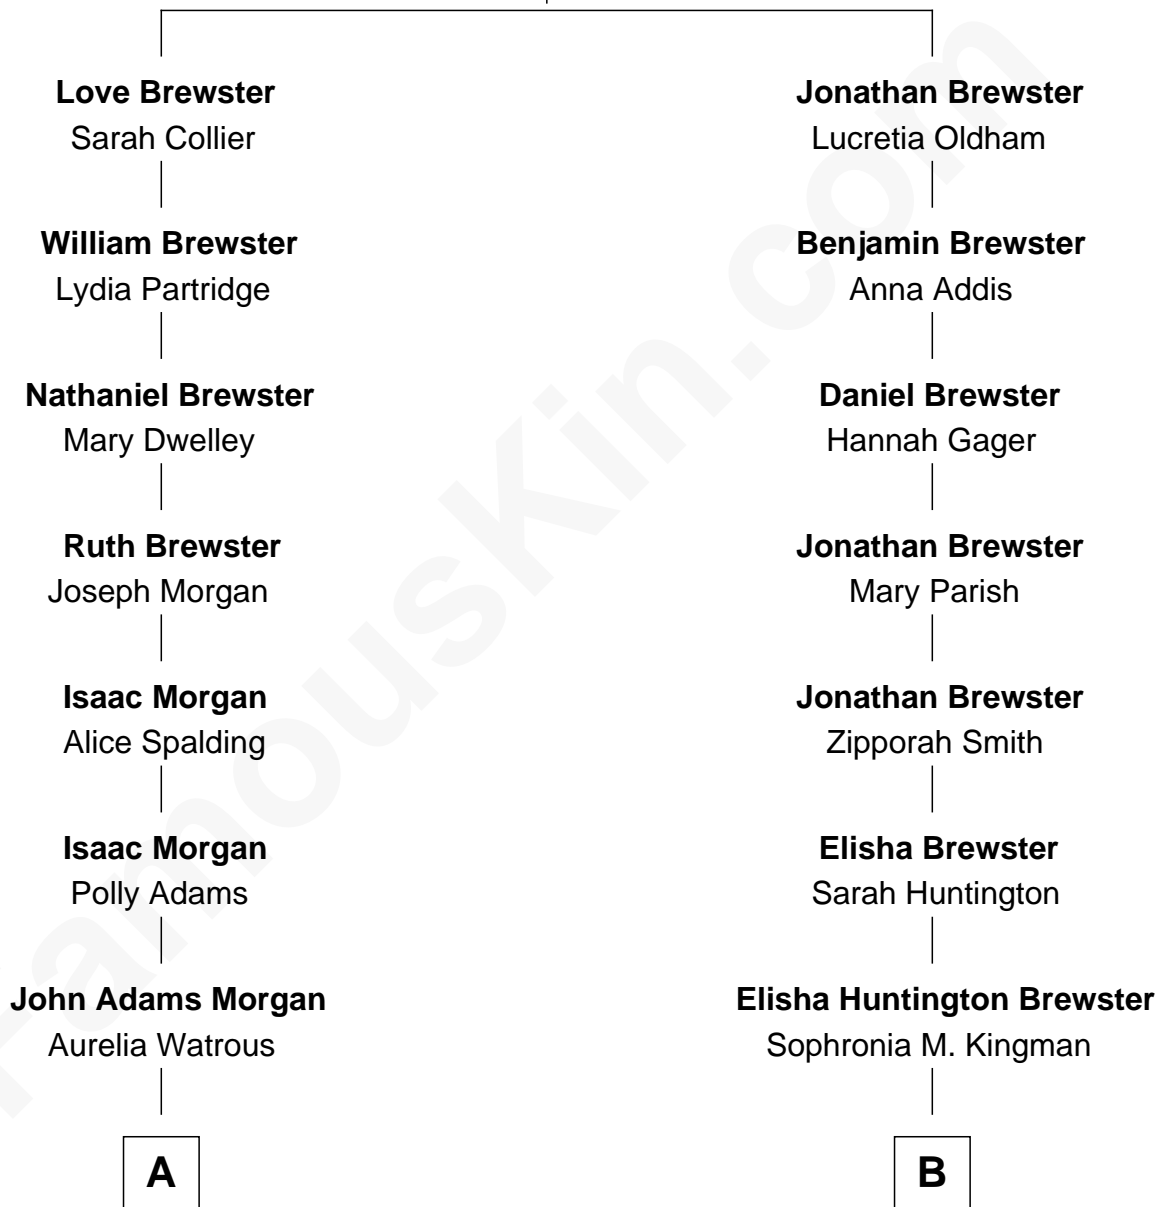 Love Brewster
Sarah Collier
William Brewster
Lydia Partridge
Nathaniel Brewster
Mary Dwelley
Ruth Brewster
Joseph Morgan
Isaac Morgan
Alice Spalding
Isaac Morgan
Polly Adams
John Adams Morgan
Aurelia Watrous
A
Jonathan Brewster
Lucretia Oldham
Benjamin Brewster
Anna Addis
Daniel Brewster
Hannah Gager
Jonathan Brewster
Mary Parish
Jonathan Brewster
Zipporah Smith
Elisha Brewster
Sarah Huntington
Elisha Huntington Brewster
Sophronia M. Kingman
B
FamousKin.com